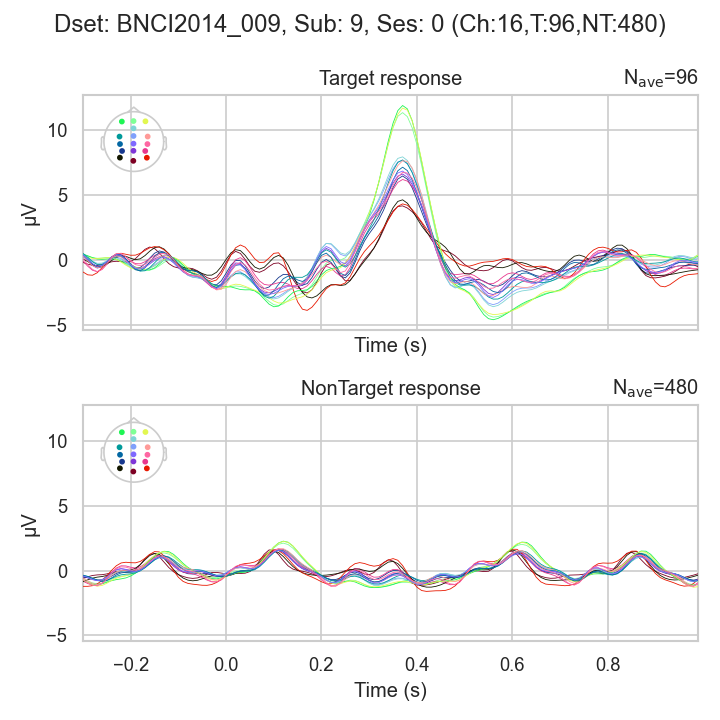 Dset: BNCI2014_009, Sub: 9, Ses: 0 (Ch:16,T:96,NT:480)
Target response
Nave=96
10
5
0
−5
µV
Time (s)
NonTarget response
Nave=480
10
5
0
−5
µV
−0.2 0.0 0.2 0.4 0.6 0.8
Time (s)